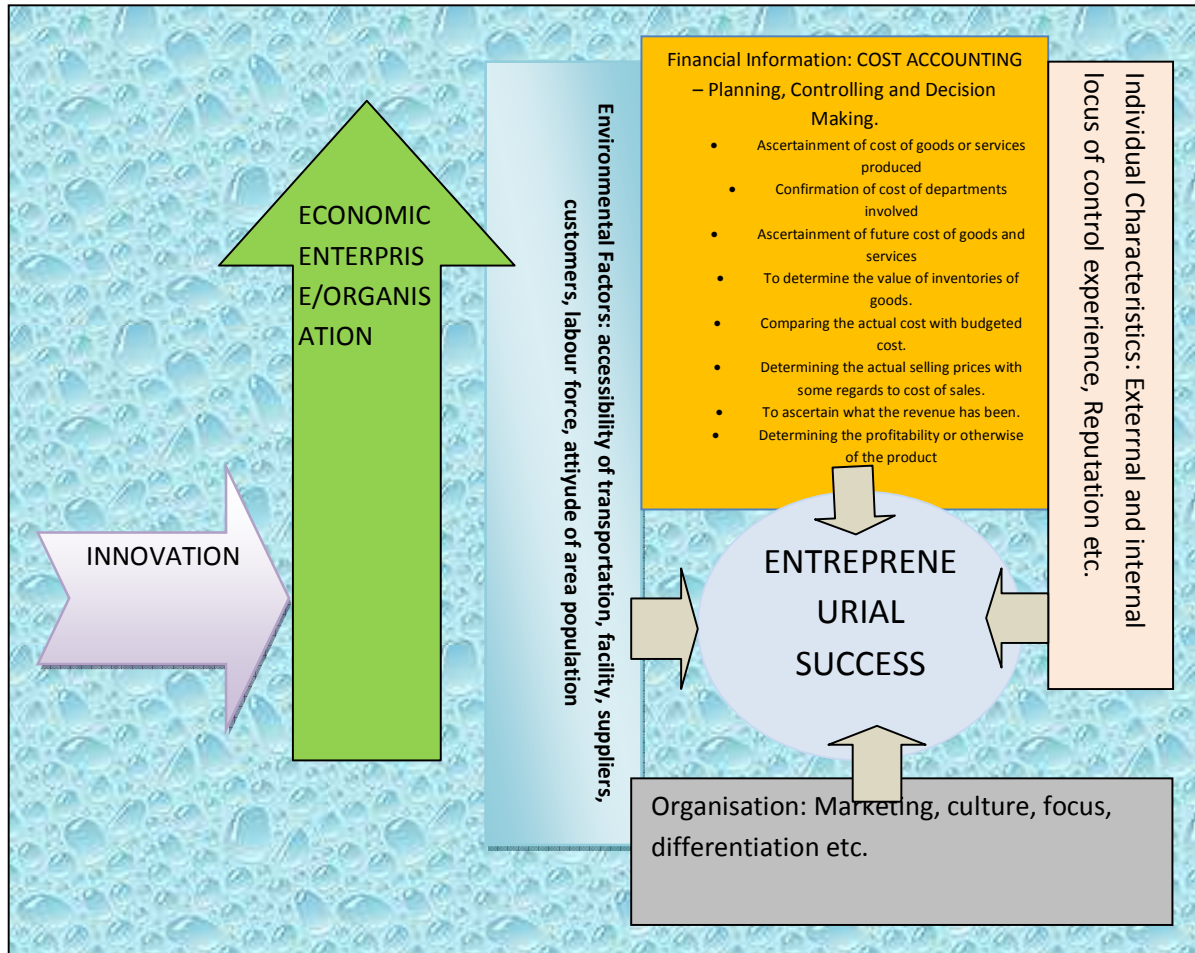 INNOVATION
ECONOMIC
ENTERPRIS
E/ORGANIS
ATION
Environmental Factors: accessibility of transportation, facility, suppliers,
customers, labour force, attiyude of area population
Financial Information: COST ACCOUNTING
– Planning, Controlling and Decision
Making.
• Ascertainment of cost of goods or services
produced
• Confirmation of cost of departments
involved
• Ascertainment of future cost of goods and
services
• To determine the value of inventories of
goods.
• Comparing the actual cost with budgeted
cost.
• Determining the actual selling prices with
some regards to cost of sales.
• To ascertain what the revenue has been.
• Determining the profitability or otherwise
of the product
Individual Characteristics: Exterrnal and internal
locus of control experience, Reputation etc.
ENTREPRENE
URIAL
SUCCESS
Organisation: Marketing, culture, focus,
differentiation etc.